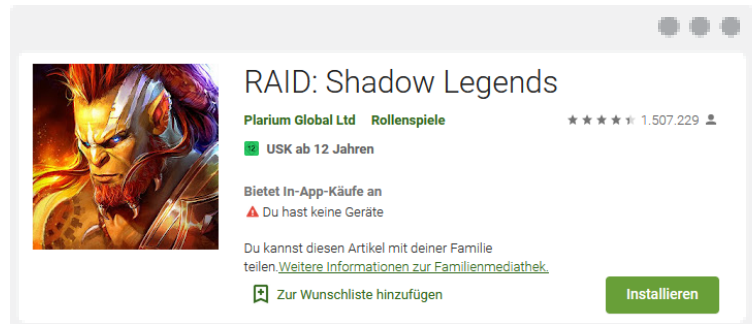 RAID: Shadow Legends
Plarium Global Ltd Rollenspiele 1.507.229
12 USK ab 12 Jahren
Bietet In-App-Käufe an
Du hast keine Geräte
Du kannst diesen Artikel mit deiner Familie
teilen.Weitere Informationen zur Familienmediathek.
Zur Wunschliste hinzufügen
Installieren